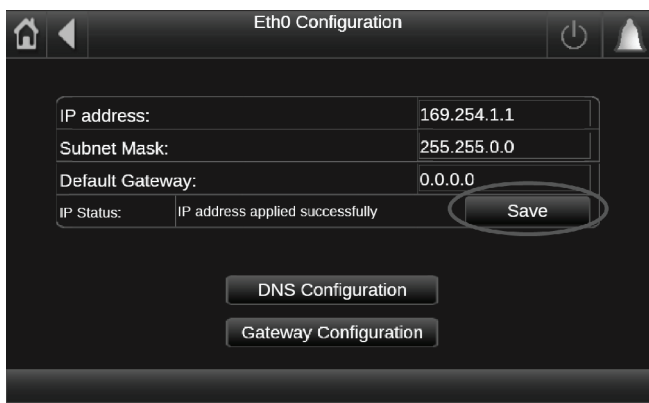 Eth0 Configuration
IP address: 169.254.1.1
Subnet Mask: 255.255.0.0
Default Gateway: 0.0.0.0
IP Status: IP address applied successfully Save
DNS Configuration
Gateway Configuration